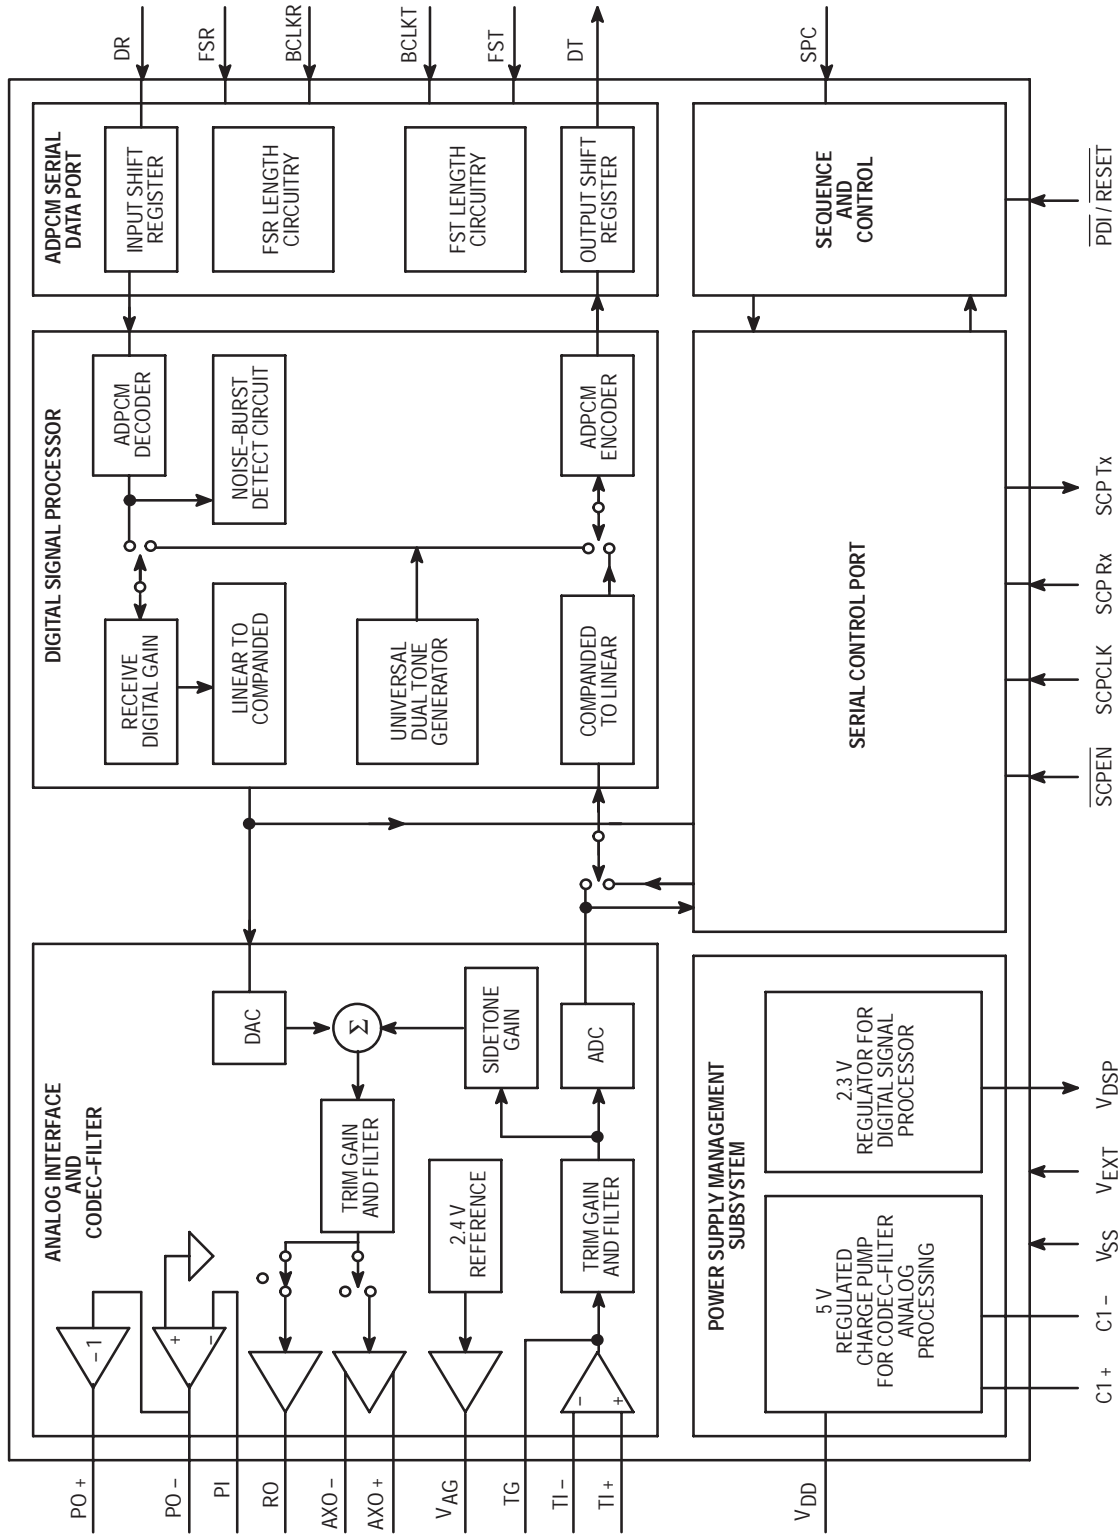 ANALOG INTERFACE
AND
CODEC–FILTER
DIGITAL SIGNAL PROCESSOR
ADPCM SERIAL
DATA PORT
PO +
PO –
PI
RO
AXO –
AXO +
VAG
TG
TI –
TI +
VDD
– 1
+
–
–
+
TRIM GAIN
AND FILTER
2.4 V
REFERENCE
TRIM GAIN
AND FILTER
DAC
Σ
SIDETONE
GAIN
ADC
RECEIVE
DIGITAL GAIN
LINEAR TO
COMPANDED
UNIVERSAL
DUAL TONE
GENERATOR
COMPANDED
TO LINEAR
ADPCM
DECODER
NOISE–BURST
DETECT CIRCUIT
ADPCM
ENCODER
INPUT SHIFT
REGISTER
FSR LENGTH
CIRCUITRY
FST LENGTH
CIRCUITRY
OUTPUT SHIFT
REGISTER
DR
FSR
BCLKR
BCLKT
FST
DT
SPC
POWER SUPPLY MANAGEMENT
SUBSYSTEM
5 V
REGULATED
CHARGE PUMP
FOR CODEC–FILTER
ANALOG
PROCESSING
2.3 V
REGULATOR FOR
DIGITAL SIGNAL
PROCESSOR
SERIAL CONTROL PORT
SEQUENCE
AND
CONTROL
C1 +
C1 –
VSS
VEXT
VDSP
SCPEN
SCPCLK
SCP Rx
SCP Tx
PDI / RESET